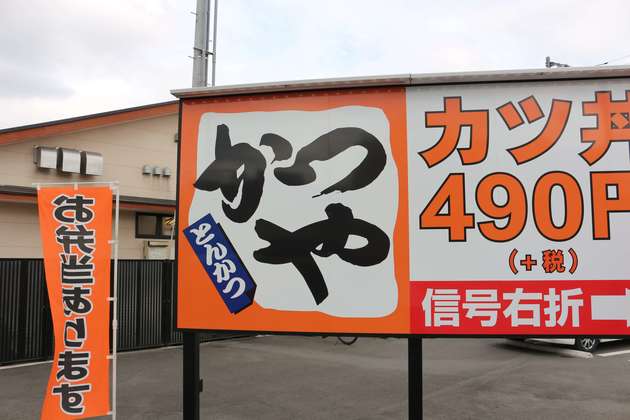 かつや
とんかつ
カツ丼
490円
(+税)
信号右折
お弁当あります